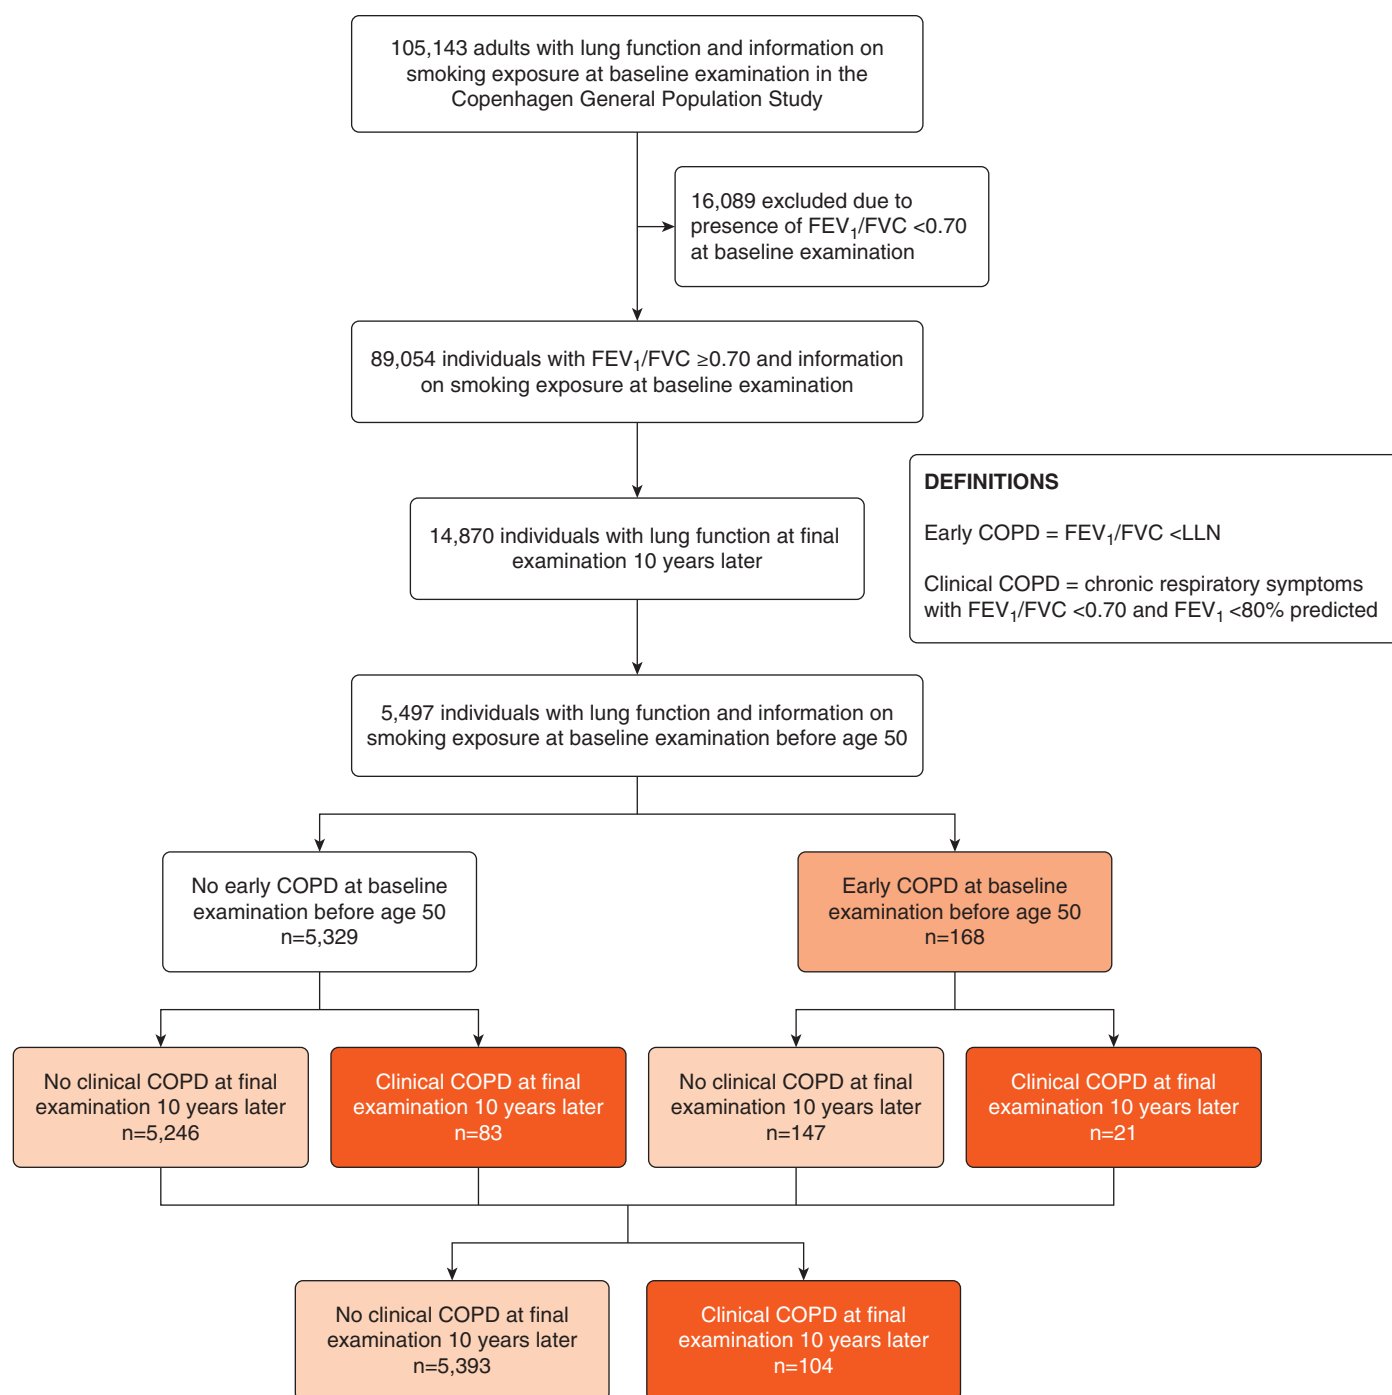 105,143 adults with lung function and information on
smoking exposure at baseline examination in the
Copenhagen General Population Study
16,089 excluded due to
presence of FEV₁/FVC <0.70
at baseline examination
89,054 individuals with FEV₁/FVC ≥0.70 and information
on smoking exposure at baseline examination
DEFINITIONS
Early COPD = FEV₁/FVC <LLN
Clinical COPD = chronic respiratory symptoms
with FEV₁/FVC <0.70 and FEV₁ <80% predicted
14,870 individuals with lung function at final
examination 10 years later
5,497 individuals with lung function and information on
smoking exposure at baseline examination before age 50
No early COPD at baseline
examination before age 50
n=5,329
Early COPD at baseline
examination before age 50
n=168
No clinical COPD at final
examination 10 years later
n=5,246
Clinical COPD at final
examination 10 years later
n=83
No clinical COPD at final
examination 10 years later
n=147
Clinical COPD at final
examination 10 years later
n=21
No clinical COPD at final
examination 10 years later
n=5,393
Clinical COPD at final
examination 10 years later
n=104